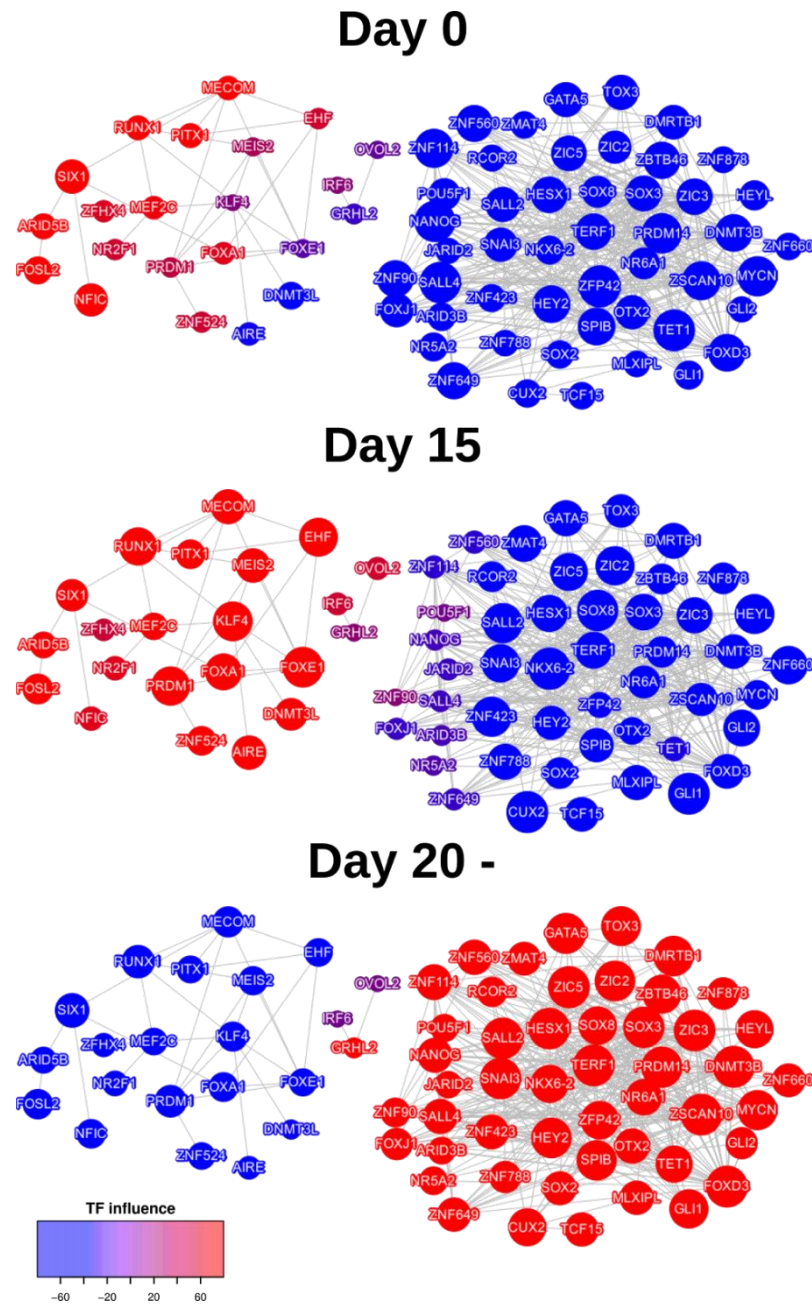 Day 0
MECOM
TOX3
GATA5
RUNX1
PITX1
EHF
ZNF560
ZMAT4
DMRTB1
MEIS2
OVOL2
ZNF114
RCOR2
ZIC5
ZIC2
ZBTB46
ZNF878
SIX1
IRF6
POU5F1
HESX1
SOX8
SOX3
ZIC3
HEYL
ZFHX4
MEF2C
KLF4
GRHL2
SALL2
NANOG
ARID5B
TERF1
PRDM14
DNMT3B
NR2F1
FOXA1
FOXE1
JARID2
SNAI3
NKX6-2
ZNF660
FOSL2
PRDM1
NR6A1
ZNF90
SALL4
ZFP42
ZSCAN10
MYCN
NFIC
DNMT3L
FOXJ1
ARID3B
ZNF423
HEY2
OTX2
GLI2
ZNF524
AIRE
SPIB
TET1
NR5A2
ZNF788
SOX2
MLXIPL
FOXD3
ZNF649
GLI1
CUX2
TCF15
Day 15
MECOM
TOX3
GATA5
RUNX1
PITX1
EHF
ZNF560
ZMAT4
DMRTB1
MEIS2
OVOL2
ZNF114
RCOR2
ZIC5
ZIC2
ZBTB46
ZNF878
SIX1
IRF6
POU5F1
HESX1
SOX8
SOX3
ZIC3
HEYL
ZFHX4
MEF2C
KLF4
GRHL2
SALL2
NANOG
ARID5B
TERF1
PRDM14
DNMT3B
NR2F1
FOXA1
FOXE1
JARID2
SNAI3
NKX6-2
ZNF660
FOSL2
PRDM1
NR6A1
ZNF90
SALL4
ZFP42
ZSCAN10
MYCN
NFIC
DNMT3L
FOXJ1
ARID3B
ZNF423
HEY2
OTX2
GLI2
ZNF524
AIRE
SPIB
TET1
NR5A2
ZNF788
SOX2
MLXIPL
FOXD3
ZNF649
GLI1
CUX2
TCF15
Day 20 -
MECOM
TOX3
GATA5
RUNX1
PITX1
EHF
ZNF560
ZMAT4
DMRTB1
MEIS2
OVOL2
ZNF114
RCOR2
ZIC5
ZIC2
ZBTB46
ZNF878
SIX1
IRF6
POU5F1
HESX1
SOX8
SOX3
ZIC3
HEYL
ZFHX4
MEF2C
KLF4
GRHL2
SALL2
NANOG
ARID5B
TERF1
PRDM14
DNMT3B
NR2F1
FOXA1
FOXE1
JARID2
SNAI3
NKX6-2
ZNF660
FOSL2
PRDM1
NR6A1
ZNF90
SALL4
ZFP42
ZSCAN10
MYCN
NFIC
DNMT3L
FOXJ1
ARID3B
ZNF423
HEY2
OTX2
GLI2
ZNF524
AIRE
SPIB
TET1
NR5A2
ZNF788
SOX2
MLXIPL
FOXD3
ZNF649
GLI1
CUX2
TCF15
TF influence
−60 −20 20 60